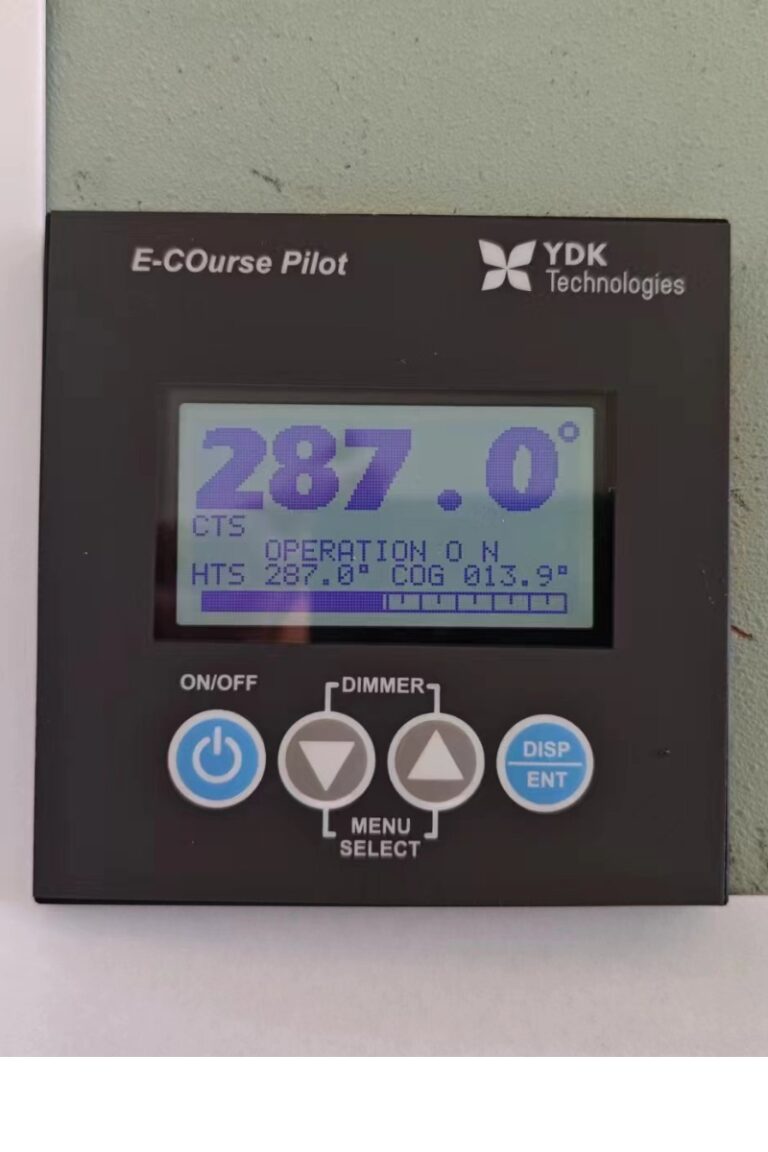 E-COurse Pilot
YDK
Technologies
287.0°
CTS
OPERATION O N
HTS 287.0° COG 013.9°
ON/OFF
DIMMER
DISP
ENT
MENU
SELECT